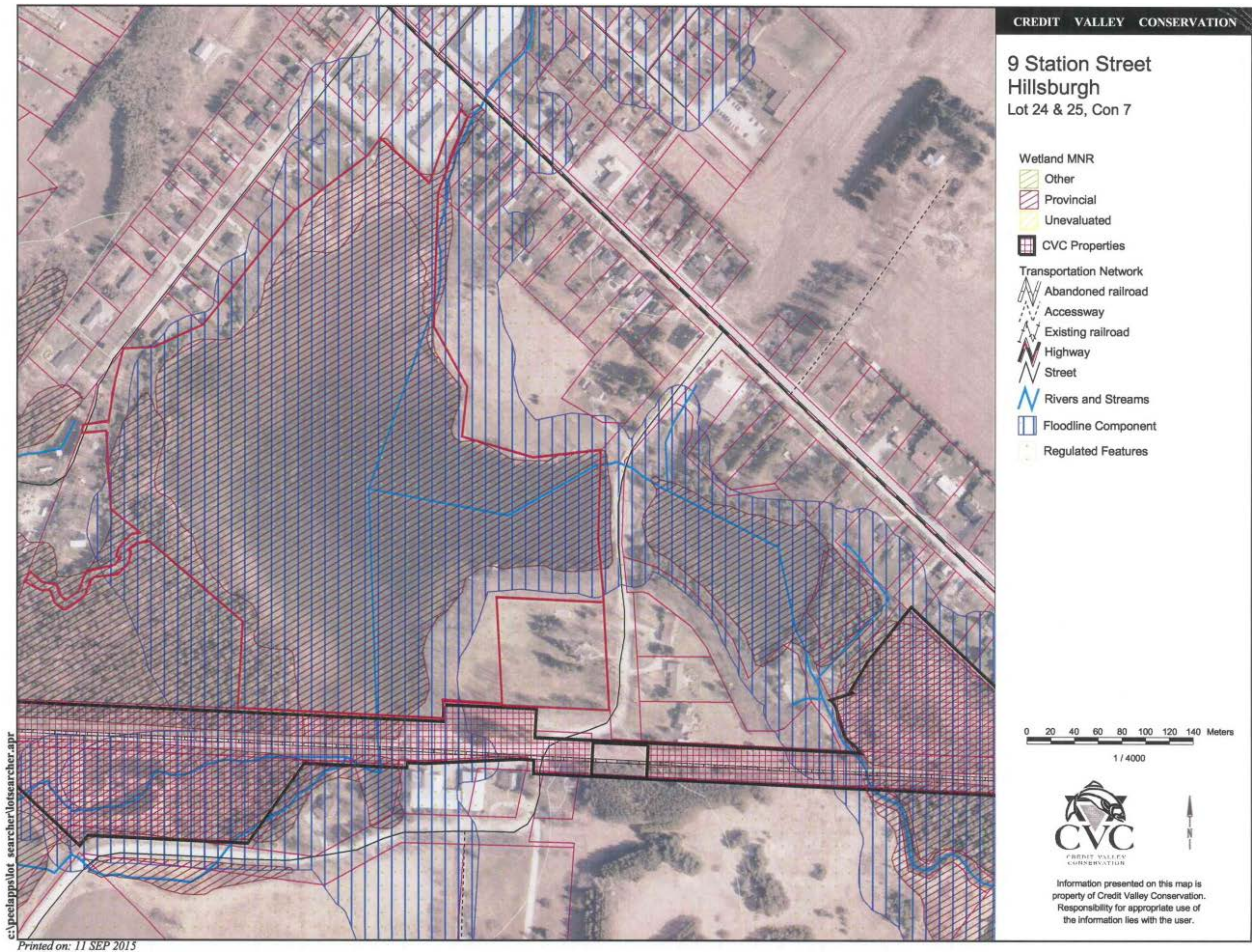 CREDIT VALLEY CONSERVATION
9 Station Street
Hillsburgh
Lot 24 & 25, Con 7
Wetland MNR
Other
Provincial
Unevaluated
CVC Properties
Transportation Network
Abandoned railroad
Accessway
Existing railroad
Highway
Street
Rivers and Streams
Floodline Component
Regulated Features
0 20 40 60 80 100 120 140 Meters
1 / 4000
CVC
CREDIT VALLEY
CONSERVATION
N
Information presented on this map is
property of Credit Valley Conservation.
Responsibility for appropriate use of
the information lies with the user.
c:\peelapps\lot_searcher\lotsearcher.apr
Printed on: 11 SEP 2015